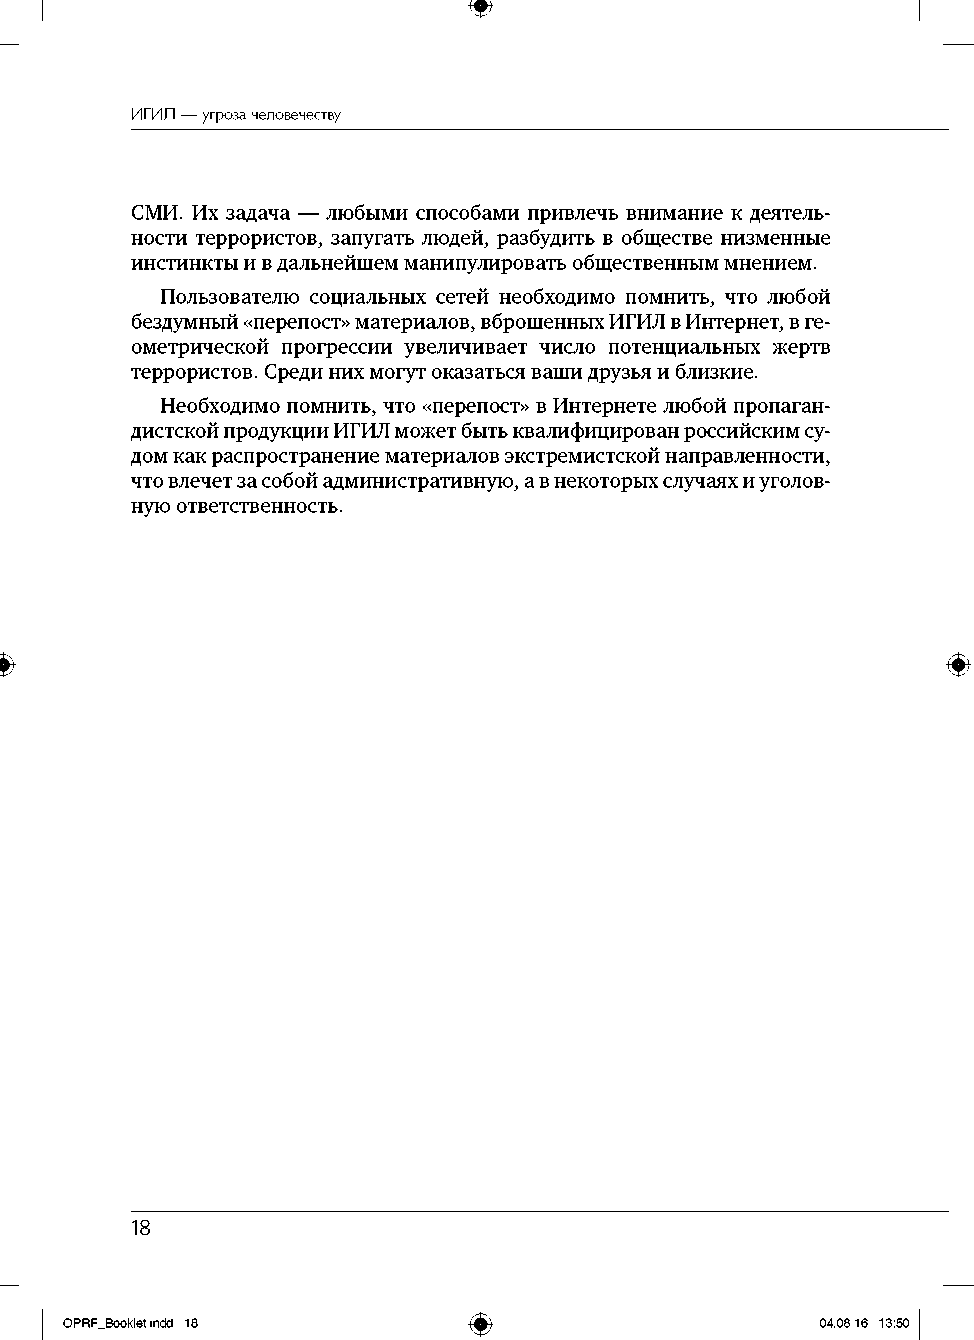 ИГИЛ — угроза человечеству
СМИ. Их задача — любыми способами привлечь внимание к деятель-
ности террористов, запугать людей, разбудить в обществе низменные
инстинкты и в дальнейшем манипулировать общественным мнением.
Пользователю социальных сетей необходимо помнить, что любой
бездумный «перепост» материалов, вброшенных ИГИЛ в Интернет, в ге-
ометрической прогрессии увеличивает число потенциальных жертв
террористов. Среди них могут оказаться ваши друзья и близкие.
Необходимо помнить, что «перепост» в Интернете любой пропаган-
дистской продукции ИГИЛ может быть квалифицирован российским су-
дом как распространение материалов экстремистской направленности,
что влечет за собой административную, а в некоторых случаях и уголов-
ную ответственность.
18
OPRF_Booklet.indd 18
04.08.16 13:50